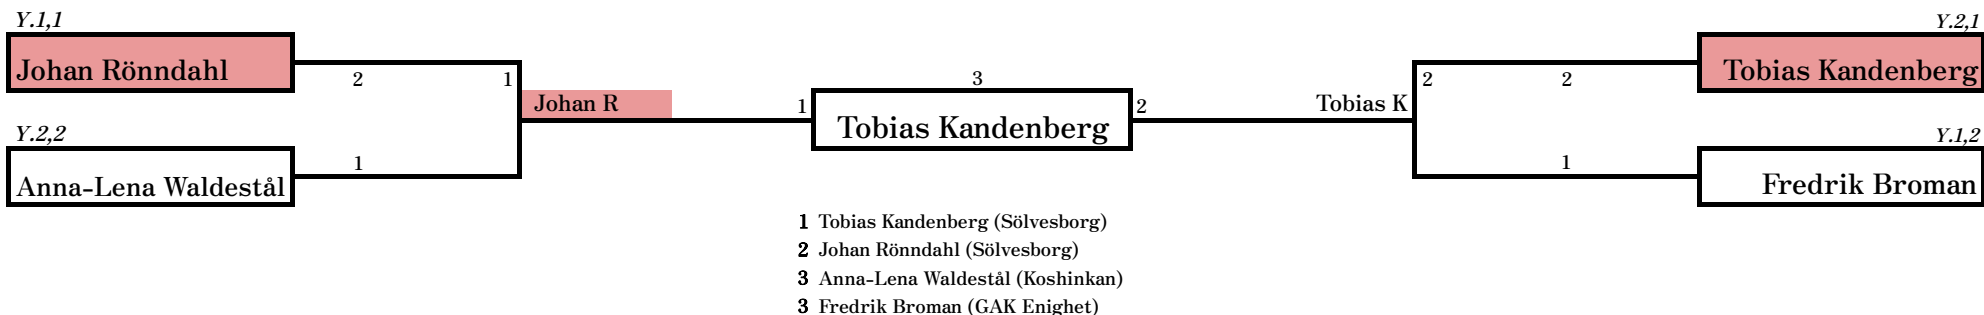 Y.1,1
Johan Rönndahl
2
1
Johan R
Y.2,2
Anna-Lena Waldestål
1
1
3
Tobias Kandenberg
2
Tobias K
2
2
Y.2,1
Tobias Kandenberg
1
Y.1,2
Fredrik Broman
1 Tobias Kandenberg (Sölvesborg)
2 Johan Rönndahl (Sölvesborg)
3 Anna-Lena Waldestål (Koshinkan)
3 Fredrik Broman (GAK Enighet)